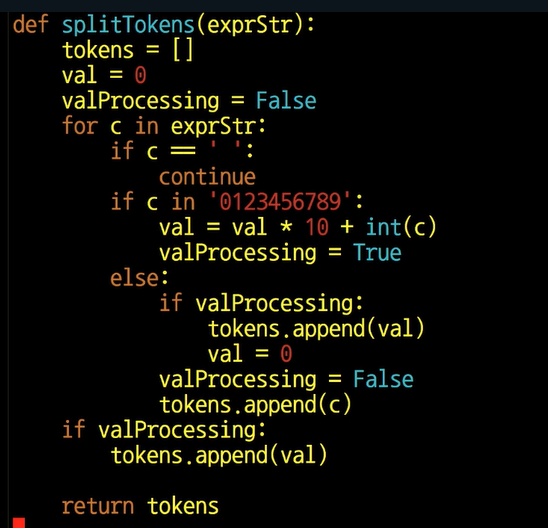 def splitTokens(exprStr):
    tokens = []
    val = 0
    valProcessing = False
    for c in exprStr:
        if c == ' ':
            continue
        if c in '0123456789':
            val = val * 10 + int(c)
            valProcessing = True
        else:
            if valProcessing:
                tokens.append(val)
                val = 0
            valProcessing = False
            tokens.append(c)
    if valProcessing:
        tokens.append(val)

    return tokens